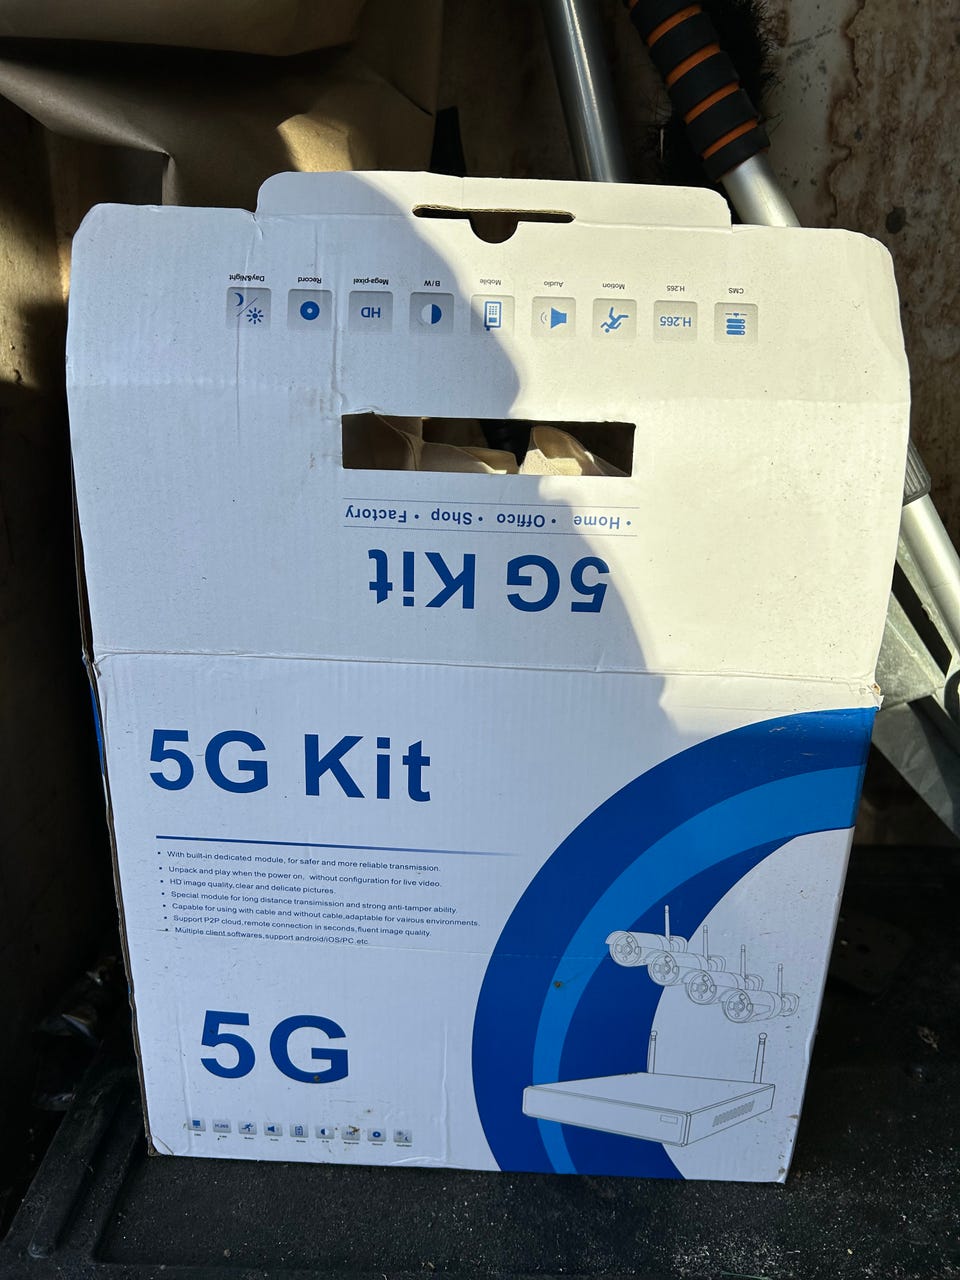 Day&Night Record Mega-pixel B/W Mobile Audio Motion H.265 CMS
HD H.265
• Home • Offico • Shop • Factory
5G Kit
5G Kit
• With built-in dedicated module, for safer and more reliable transmission.
• Unpack and play when the power on, without configuration for live video.
• HD image quality,clear and delicate pictures.
• Special module for long distance transimission and strong anti-tamper ability.
• Capable for using with cable and without cable,adaptable for vairous environments.
• Support P2P cloud,remote connection in seconds,fluent image quality.
• Multiple client softwares,support android/iOS/PC,etc.
5G
H.265